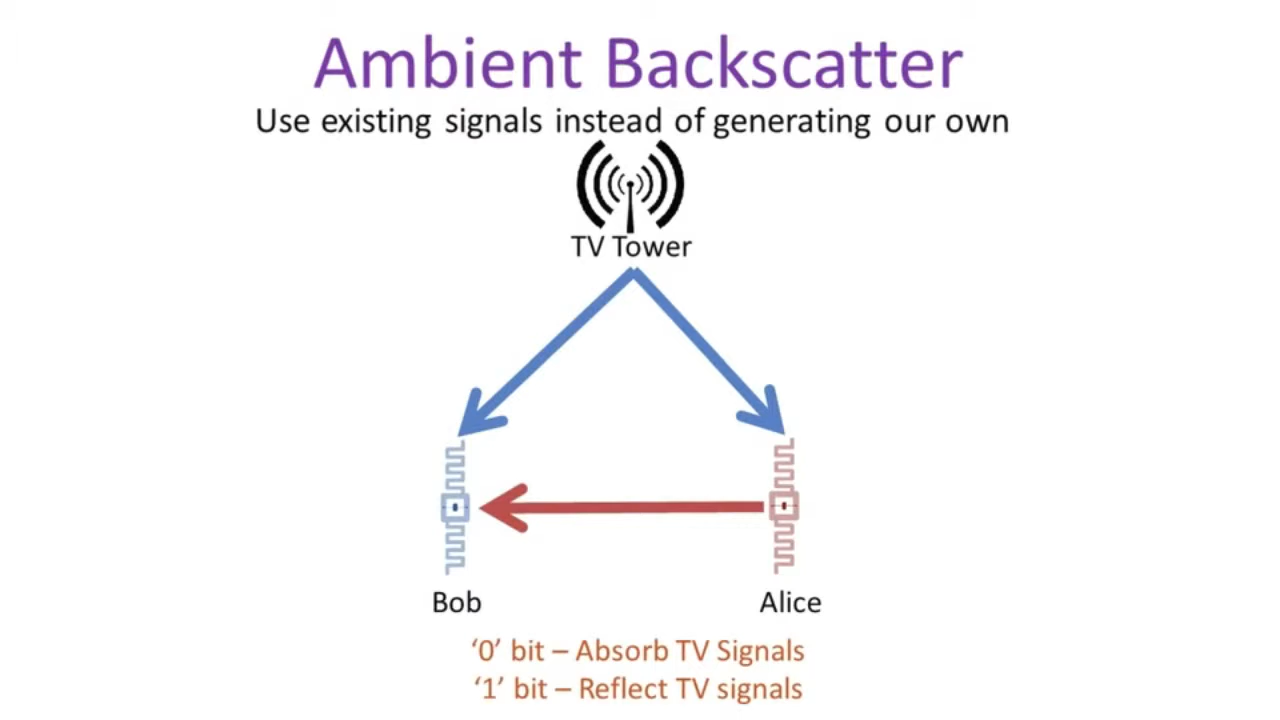 Ambient Backscatter
Use existing signals instead of generating our own
TV Tower
Bob
Alice
‘0’ bit – Absorb TV Signals
‘1’ bit – Reflect TV signals